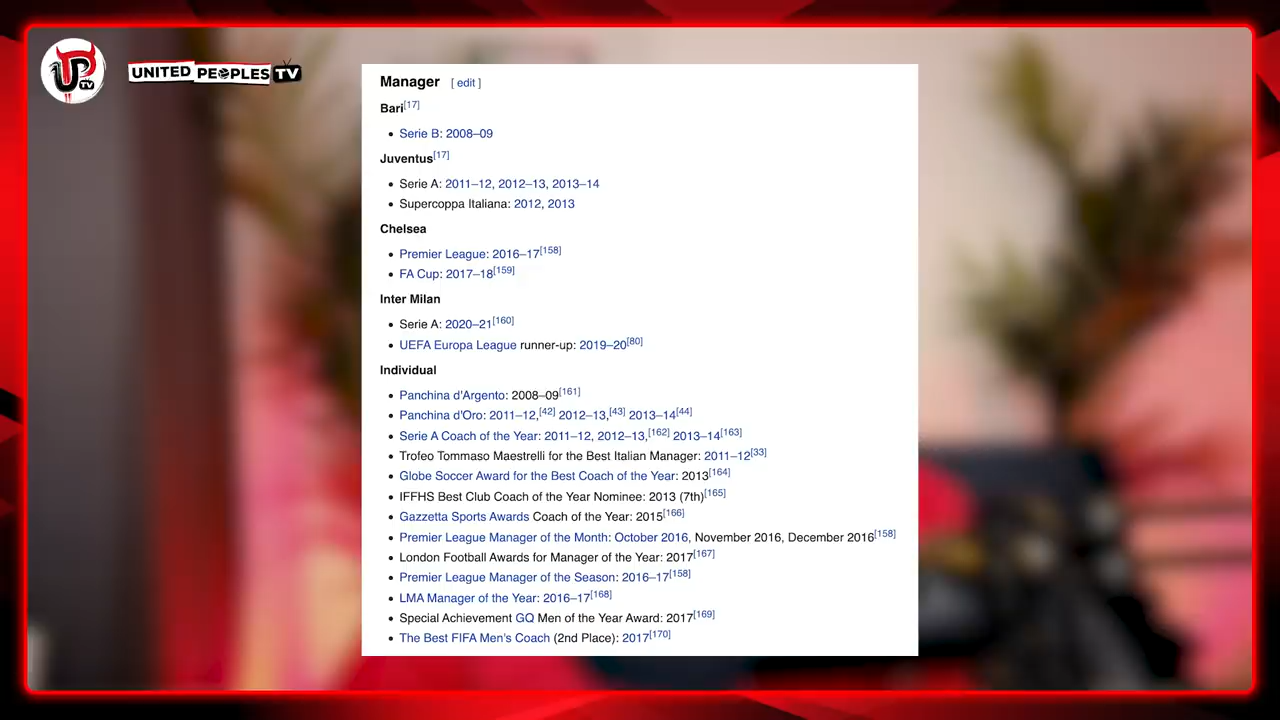 UP
TV
UNITED PEOPLES TV
Manager [ edit ]
Bari[17]
• Serie B: 2008–09
Juventus[17]
• Serie A: 2011–12, 2012–13, 2013–14
• Supercoppa Italiana: 2012, 2013
Chelsea
• Premier League: 2016–17[158]
• FA Cup: 2017–18[159]
Inter Milan
• Serie A: 2020–21[160]
• UEFA Europa League runner-up: 2019–20[80]
Individual
• Panchina d'Argento: 2008–09[161]
• Panchina d'Oro: 2011–12,[42] 2012–13,[43] 2013–14[44]
• Serie A Coach of the Year: 2011–12, 2012–13,[162] 2013–14[163]
• Trofeo Tommaso Maestrelli for the Best Italian Manager: 2011–12[33]
• Globe Soccer Award for the Best Coach of the Year: 2013[164]
• IFFHS Best Club Coach of the Year Nominee: 2013 (7th)[165]
• Gazzetta Sports Awards Coach of the Year: 2015[166]
• Premier League Manager of the Month: October 2016, November 2016, December 2016[158]
• London Football Awards for Manager of the Year: 2017[167]
• Premier League Manager of the Season: 2016–17[158]
• LMA Manager of the Year: 2016–17[168]
• Special Achievement GQ Men of the Year Award: 2017[169]
• The Best FIFA Men's Coach (2nd Place): 2017[170]